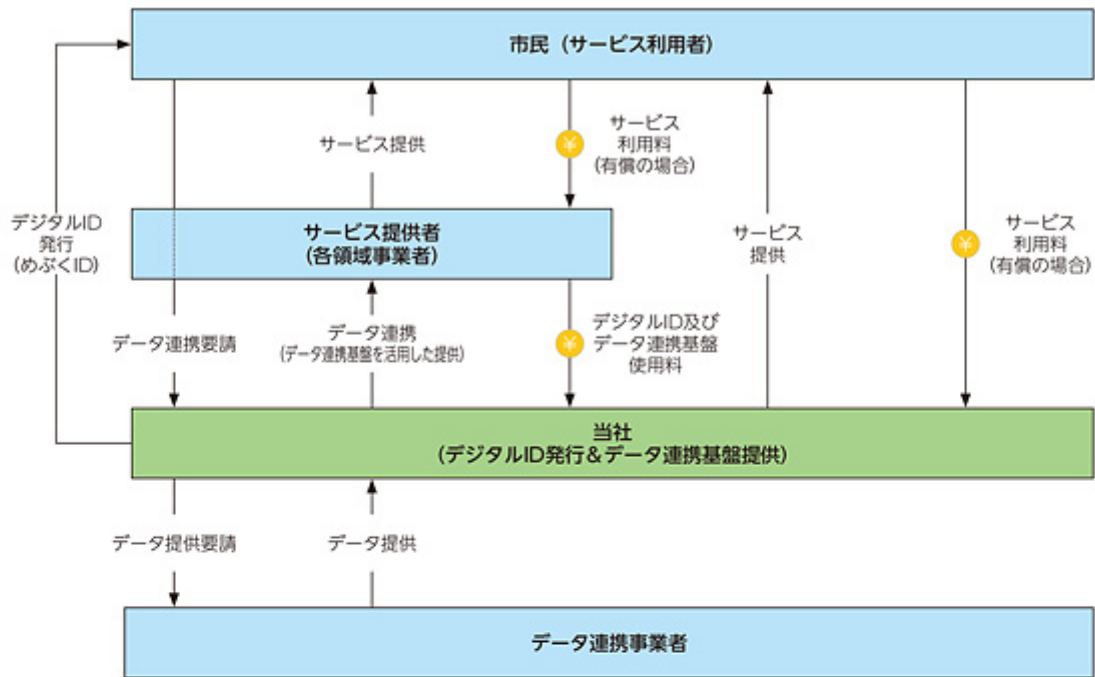 市民（サービス利用者）
サービス提供
¥
サービス
利用料
(有償の場合)
デジタルID
発行
(めぶくID)
サービス提供者
(各領域事業者)
サービス
提供
¥
サービス
利用料
(有償の場合)
データ連携要請
データ連携
(データ連携基盤を活用した提供)
¥
デジタルID及び
データ連携基盤
使用料
当社
(デジタルID発行＆データ連携基盤提供)
データ提供要請
データ提供
データ連携事業者